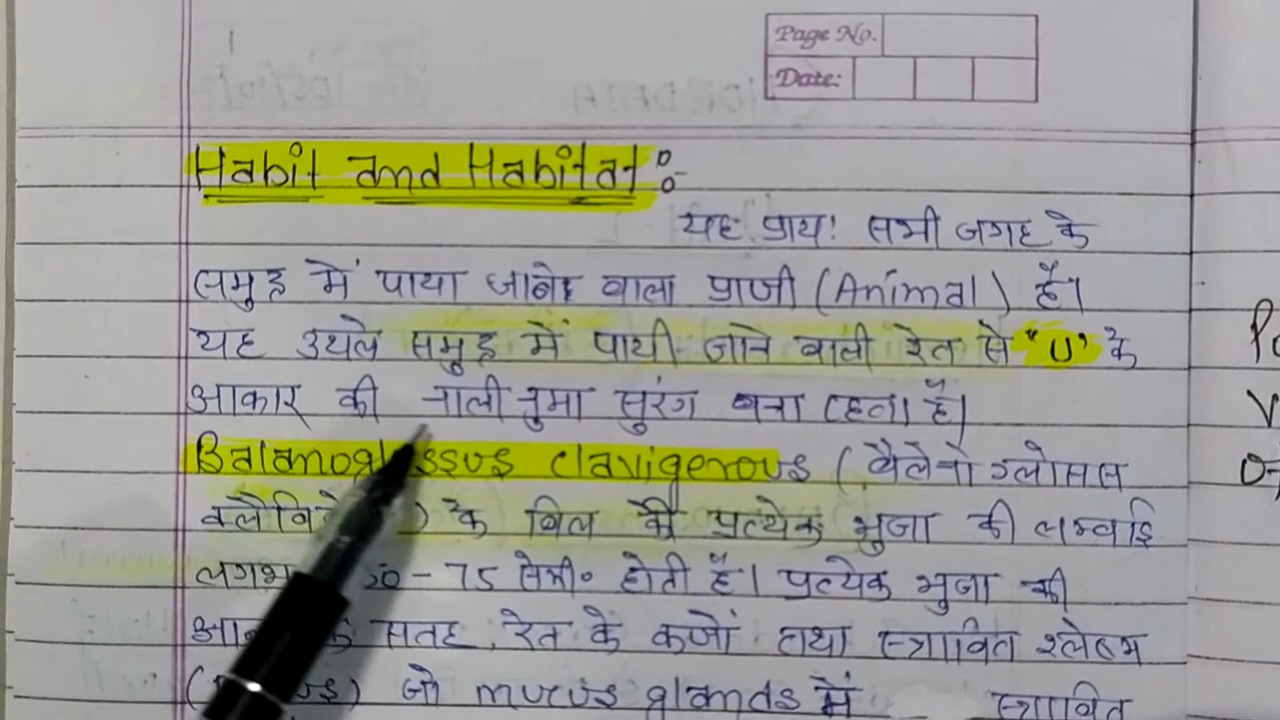 Page No.
Date:
Habit and Habitat :-
यह प्रायः सभी जगह के
समुद्र में पाया जाने वाला प्राणी (Animal) है।
यह उथले समुद्र में पायी जाने वाली रेत से "U" के
आकार की नालीनुमा सुरंग बना रहता है।
Balanoglossus clavigerous (बैलेनोग्लोसस
) के बिल की प्रत्येक भुजा की लम्बाई
50-75 सेमी॰ होती है। प्रत्येक भुजा की
सतह रेत के कणों तथा स्त्रावित श्लेष्म
) जो mucus glands में स्त्रावित